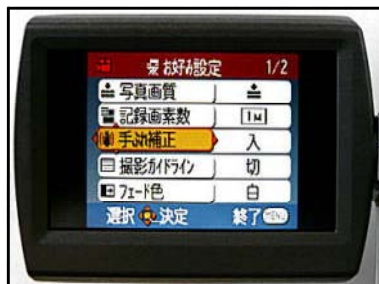 お好み設定 1/2
写真画質
記録画素数 1M
手ぶれ補正 入
撮影ガイドライン 切
フェード色 白
選択 決定 終了 MENU